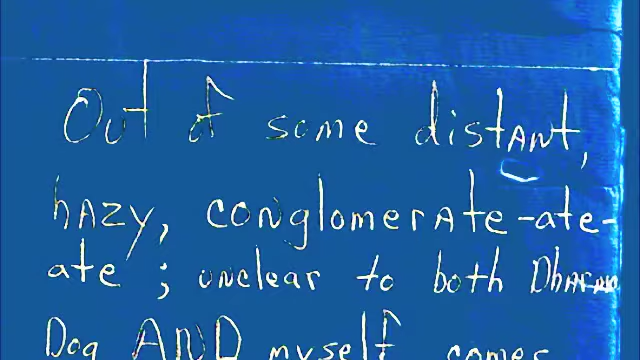 Out of some distant,
hazy, conglomerate-ate-
ate ; unclear to both Dharma
Dog AND myself comes